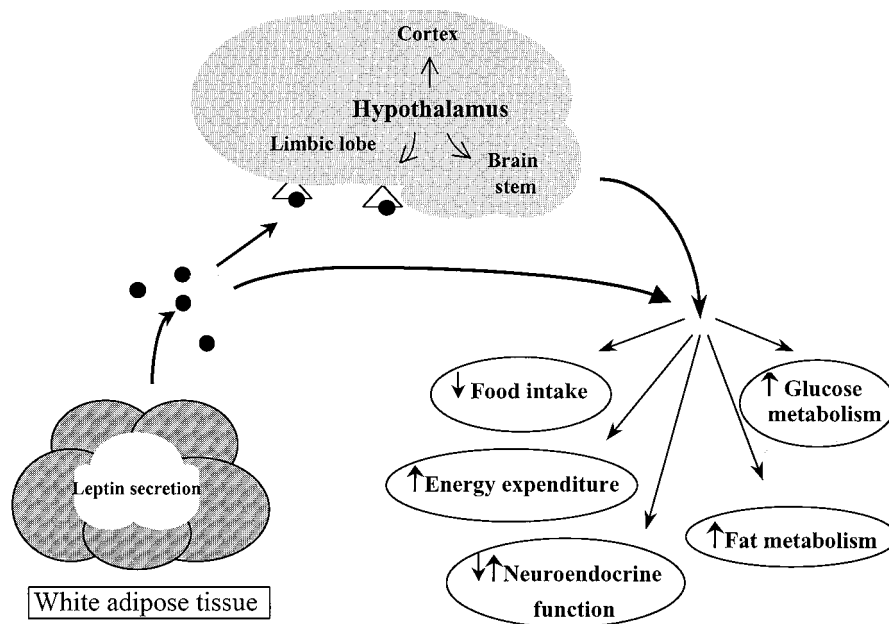 Cortex
Hypothalamus
Limbic lobe
Brain
stem
↓ Food intake
↑ Glucose
metabolism
↑ Energy expenditure
Leptin secretion
↑ Fat metabolism
↓↑ Neuroendocrine
function
White adipose tissue